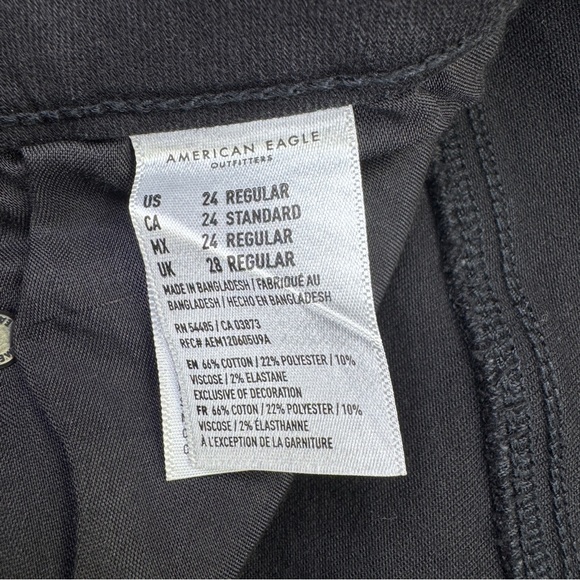 AMERICAN EAGLE
OUTFITTERS
US 24 REGULAR
CA 24 STANDARD
MX 24 REGULAR
UK 28 REGULAR
MADE IN BANGLADESH / FABRIQUÉ AU
BANGLADESH / HECHO EN BANGLADESH
RN 54485 / CA 03873
RFC# AEM120605U9A
EN 66% COTTON / 22% POLYESTER / 10%
VISCOSE / 2% ELASTANE
EXCLUSIVE OF DECORATION
FR 66% COTON / 22% POLYESTER / 10%
VISCOSE / 2% ÉLASTHANNE
À L'EXCEPTION DE LA GARNITURE